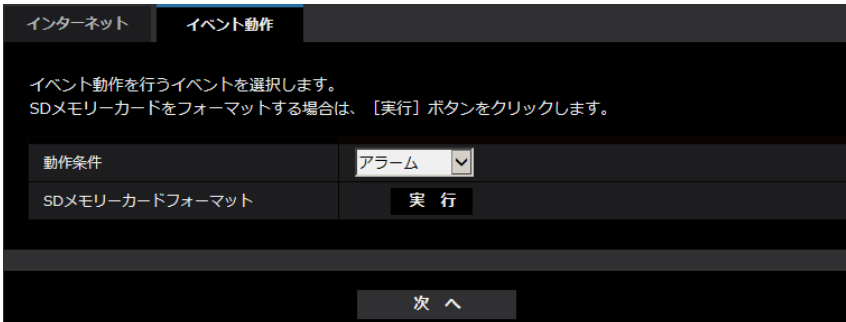 インターネット イベント動作
イベント動作を行うイベントを選択します。
SDメモリーカードをフォーマットする場合は、［実行］ボタンをクリックします。
動作条件 アラーム
SDメモリーカードフォーマット 実 行
次 へ